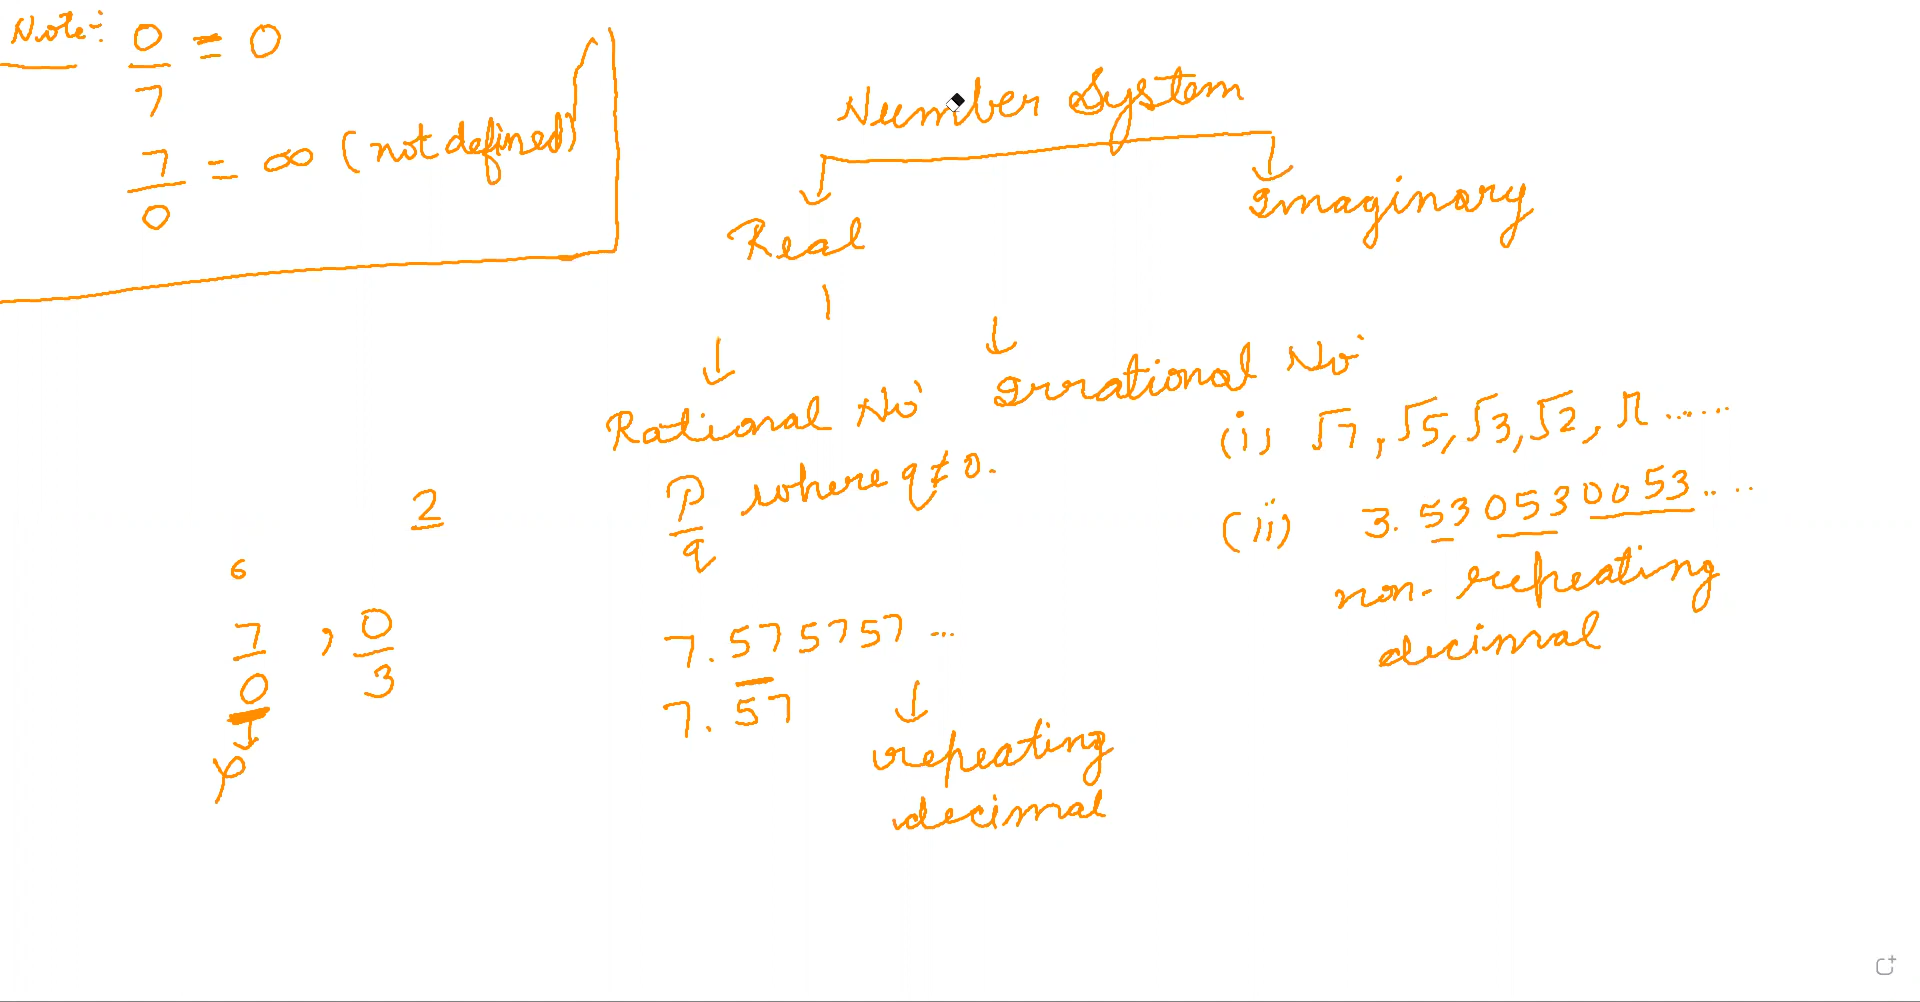 Note:- 0/7 = 0
7/0 = ∞ (not defined)
Number System
Real
Imaginary
Rational No
Irrational No
P/q where q ≠ 0.
(i) √7, √5, √3, √2, π ......
(ii) 3.530530053.....
non-repeating
decimal
2
6
7/0 , 0/3
7.575757...
7.57
repeating
decimal